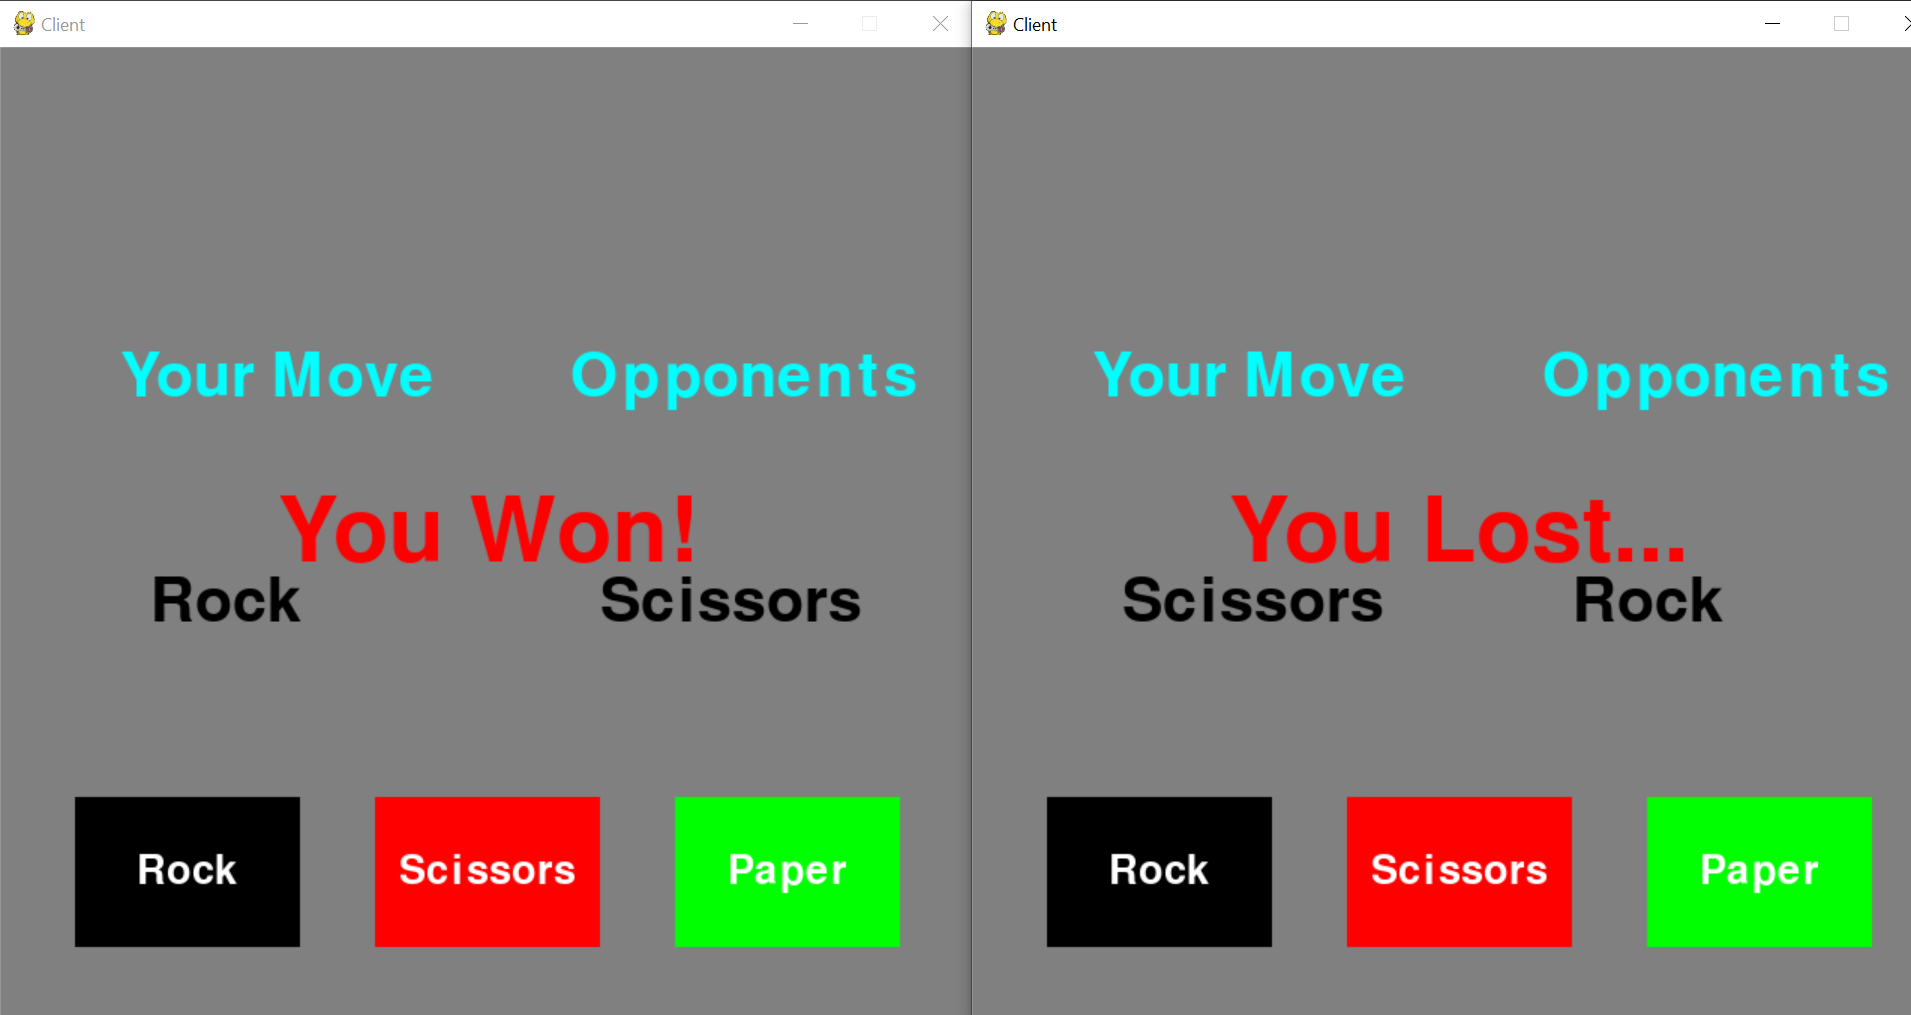 Client
Your Move Opponents
You Won!
Rock Scissors
Rock Scissors Paper
Client
Your Move Opponents
You Lost...
Scissors Rock
Rock Scissors Paper